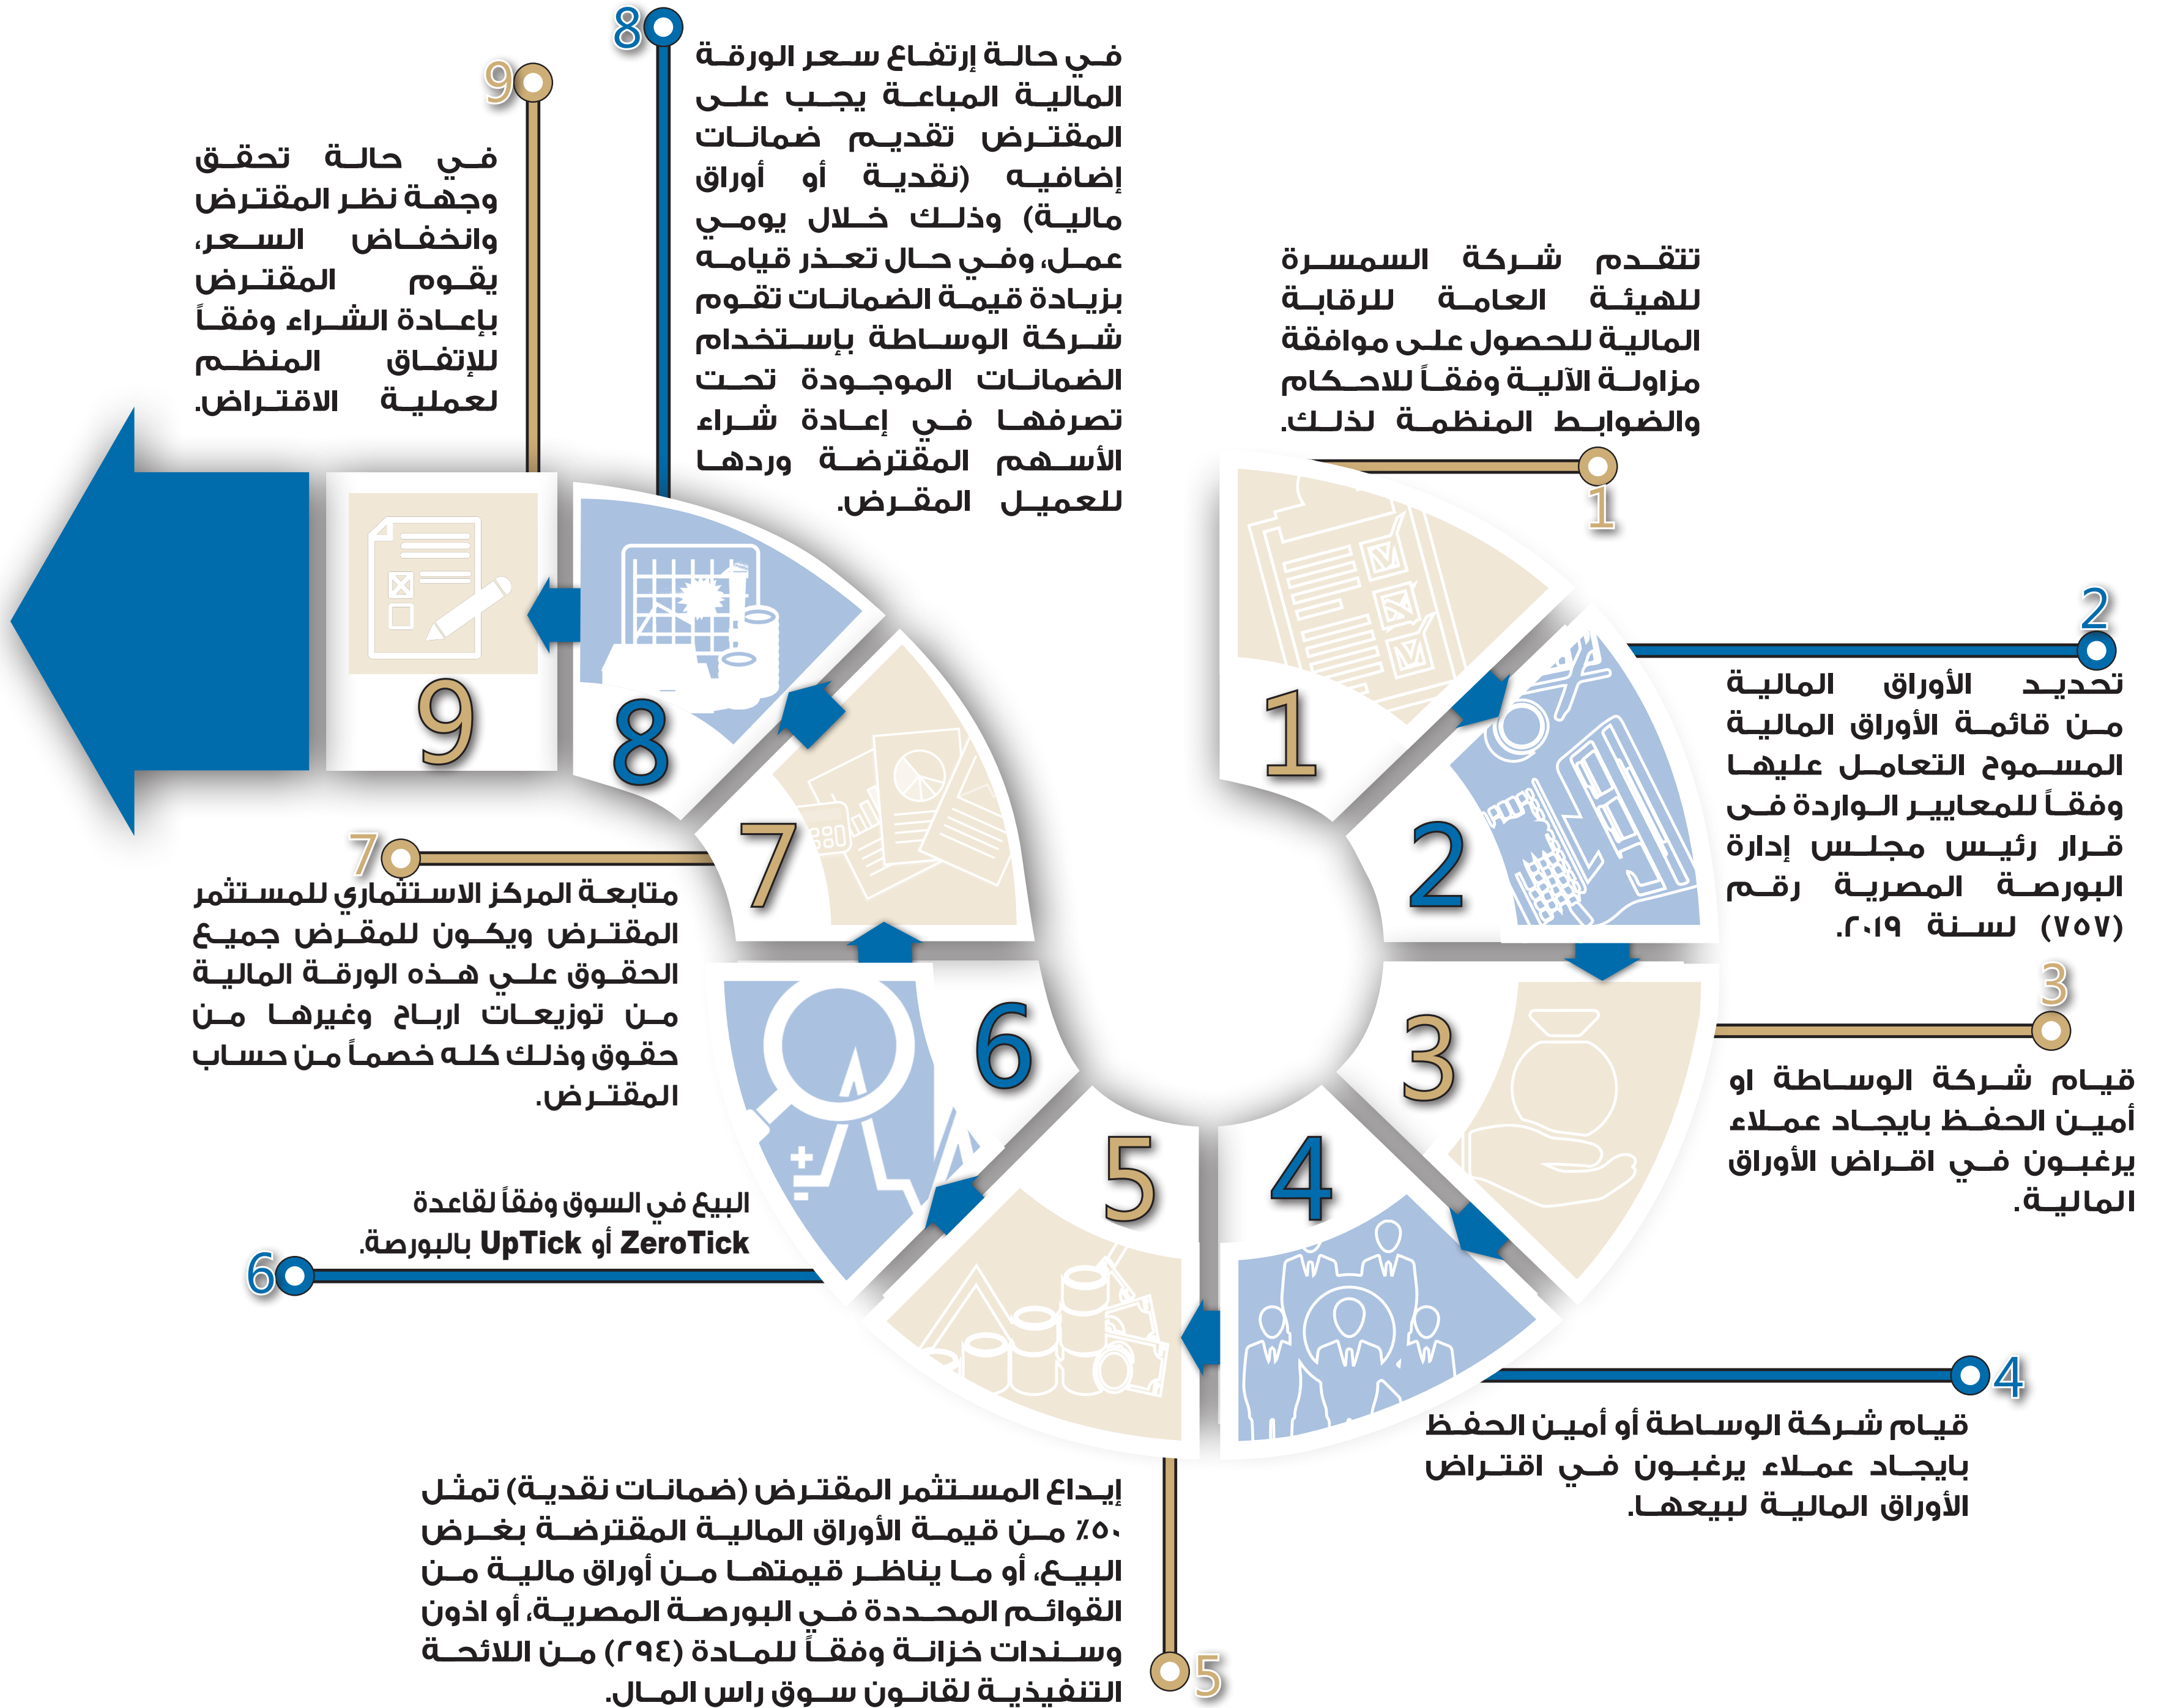 1
تتقدم شركة السمسرة
للهيئة العامة للرقابة
المالية للحصول على موافقة
مزاولة الآلية وفقاً للاحكام
والضوابط المنظمة لذلك.
2
تحديد الأوراق المالية
من قائمة الأوراق المالية
المسموح التعامل عليها
وفقاً للمعايير الواردة فى
قرار رئيس مجلس إدارة
البورصة المصرية رقم
(٧٥٧) لسنة ٢٠١٩.
3
قيام شركة الوساطة او
أمين الحفظ بايجاد عملاء
يرغبون في اقراض الأوراق
المالية.
4
قيام شركة الوساطة أو أمين الحفظ
بايجاد عملاء يرغبون في اقتراض
الأوراق المالية لبيعها.
5
إيداع المستثمر المقترض (ضمانات نقدية) تمثل
٥٠٪ من قيمة الأوراق المالية المقترضة بغرض
البيع، أو ما يناظر قيمتها من أوراق مالية من
القوائم المحددة في البورصة المصرية، أو اذون
وسندات خزانة وفقاً للمادة (٢٩٤) من اللائحة
التنفيذية لقانون سوق راس المال.
6
البيع في السوق وفقاً لقاعدة
ZeroTick أو UpTick بالبورصة.
7
متابعة المركز الاستثماري للمستثمر
المقترض ويكون للمقرض جميع
الحقوق علي هذه الورقة المالية
من توزيعات ارباح وغيرها من
حقوق وذلك كله خصماً من حساب
المقترض.
8
في حالة إرتفاع سعر الورقة
المالية المباعة يجب على
المقترض تقديم ضمانات
إضافيه (نقدية أو أوراق
مالية) وذلك خلال يومي
عمل، وفي حال تعذر قيامه
بزيادة قيمة الضمانات تقوم
شركة الوساطة بإستخدام
الضمانات الموجودة تحت
تصرفها في إعادة شراء
الأسهم المقترضة وردها
للعميل المقرض.
9
في حالة تحقق
وجهة نظر المقترض
وانخفاض السعر،
يقوم المقترض
بإعادة الشراء وفقاً
للإتفاق المنظم
لعملية الاقتراض.
1
2
3
4
5
6
7
8
9